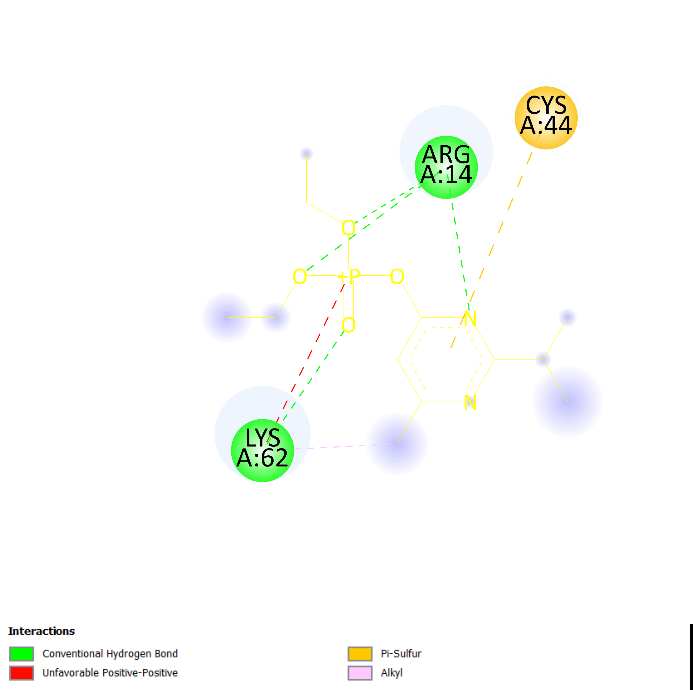 CYS
A:44
ARG
A:14
O
O
+P
O
O
N
N
LYS
A:62
Interactions
Conventional Hydrogen Bond
Unfavorable Positive-Positive
Pi-Sulfur
Alkyl